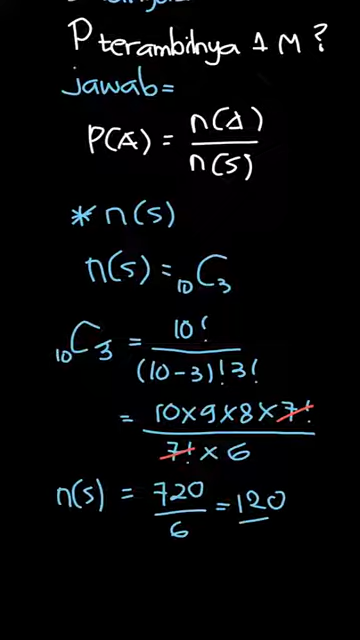 P terambilnya 1 M?
jawab =
P(A) = n(A) / n(S)
* n(s)
n(s) = ₁₀C₃
₁₀C₃ = 10! / (10-3)!3!
= 10×9×8×7! / 7!×6
n(s) = 720 / 6 = 120